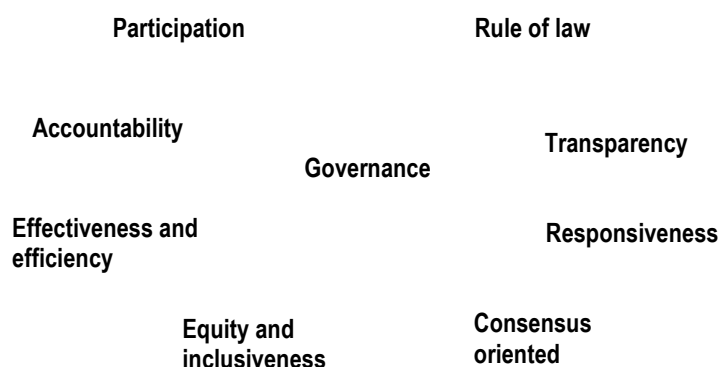 Participation
Rule of law
Accountability
Transparency
Governance
Effectiveness and
efficiency
Responsiveness
Equity and
inclusiveness
Consensus
oriented